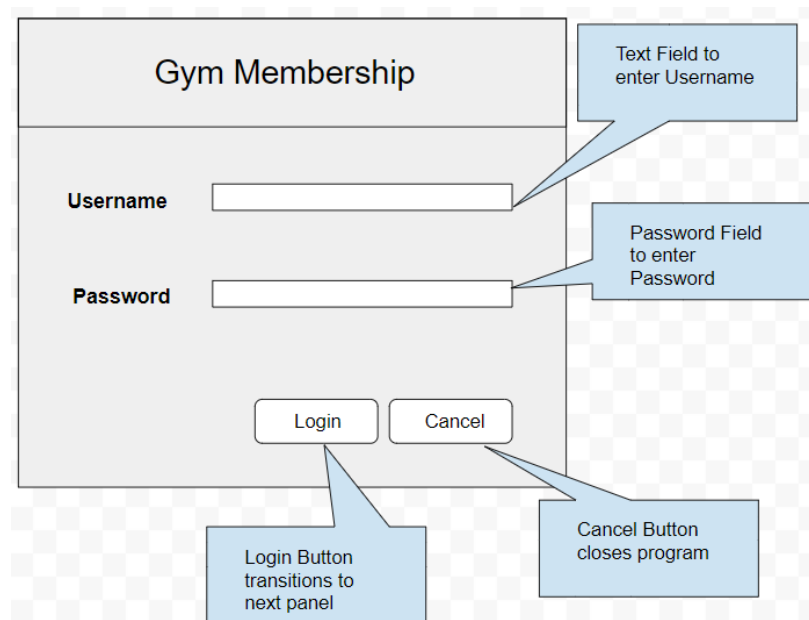 Gym Membership
Text Field to
enter Username
Username
Password Field
to enter
Password
Password
Login
Cancel
Login Button
transitions to
next panel
Cancel Button
closes program